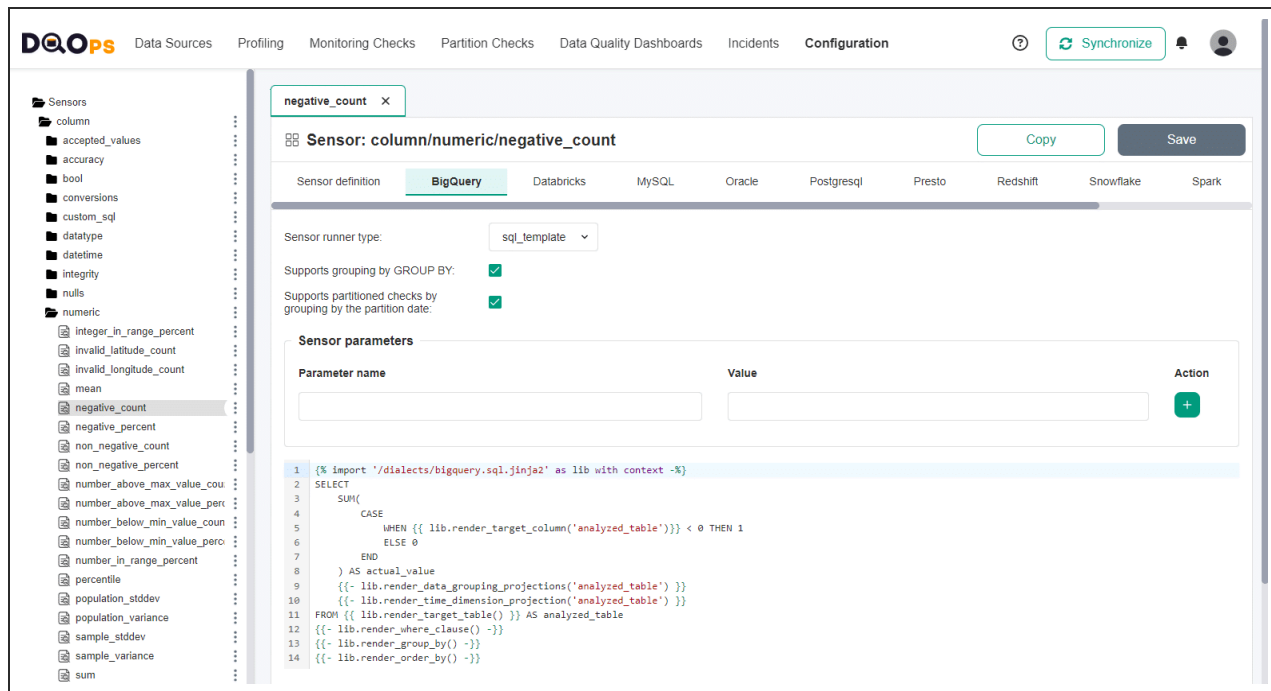 DQOps Data Sources Profiling Monitoring Checks Partition Checks Data Quality Dashboards Incidents Configuration Synchronize
Sensors
column
accepted_values
accuracy
bool
conversions
custom_sql
datatype
datetime
integrity
nulls
numeric
integer_in_range_percent
invalid_latitude_count
invalid_longitude_count
mean
negative_count
negative_percent
non_negative_count
non_negative_percent
number_above_max_value_cou
number_above_max_value_perc
number_below_min_value_coun
number_below_min_value_perce
number_in_range_percent
percentile
population_stddev
population_variance
sample_stddev
sample_variance
sum
negative_count
Sensor: column/numeric/negative_count Copy Save
Sensor definition BigQuery Databricks MySQL Oracle Postgresql Presto Redshift Snowflake Spark
Sensor runner type: sql_template
Supports grouping by GROUP BY:
Supports partitioned checks by
grouping by the partition date:
Sensor parameters
Parameter name Value Action
1 {% import '/dialects/bigquery.sql.jinja2' as lib with context -%}
2 SELECT
3 SUM(
4 CASE
5 WHEN {{ lib.render_target_column('analyzed_table')}} < 0 THEN 1
6 ELSE 0
7 END
8 ) AS actual_value
9 {{- lib.render_data_grouping_projections('analyzed_table') }}
10 {{- lib.render_time_dimension_projection('analyzed_table') }}
11 FROM {{ lib.render_target_table() }} AS analyzed_table
12 {{- lib.render_where_clause() -}}
13 {{- lib.render_group_by() -}}
14 {{- lib.render_order_by() -}}